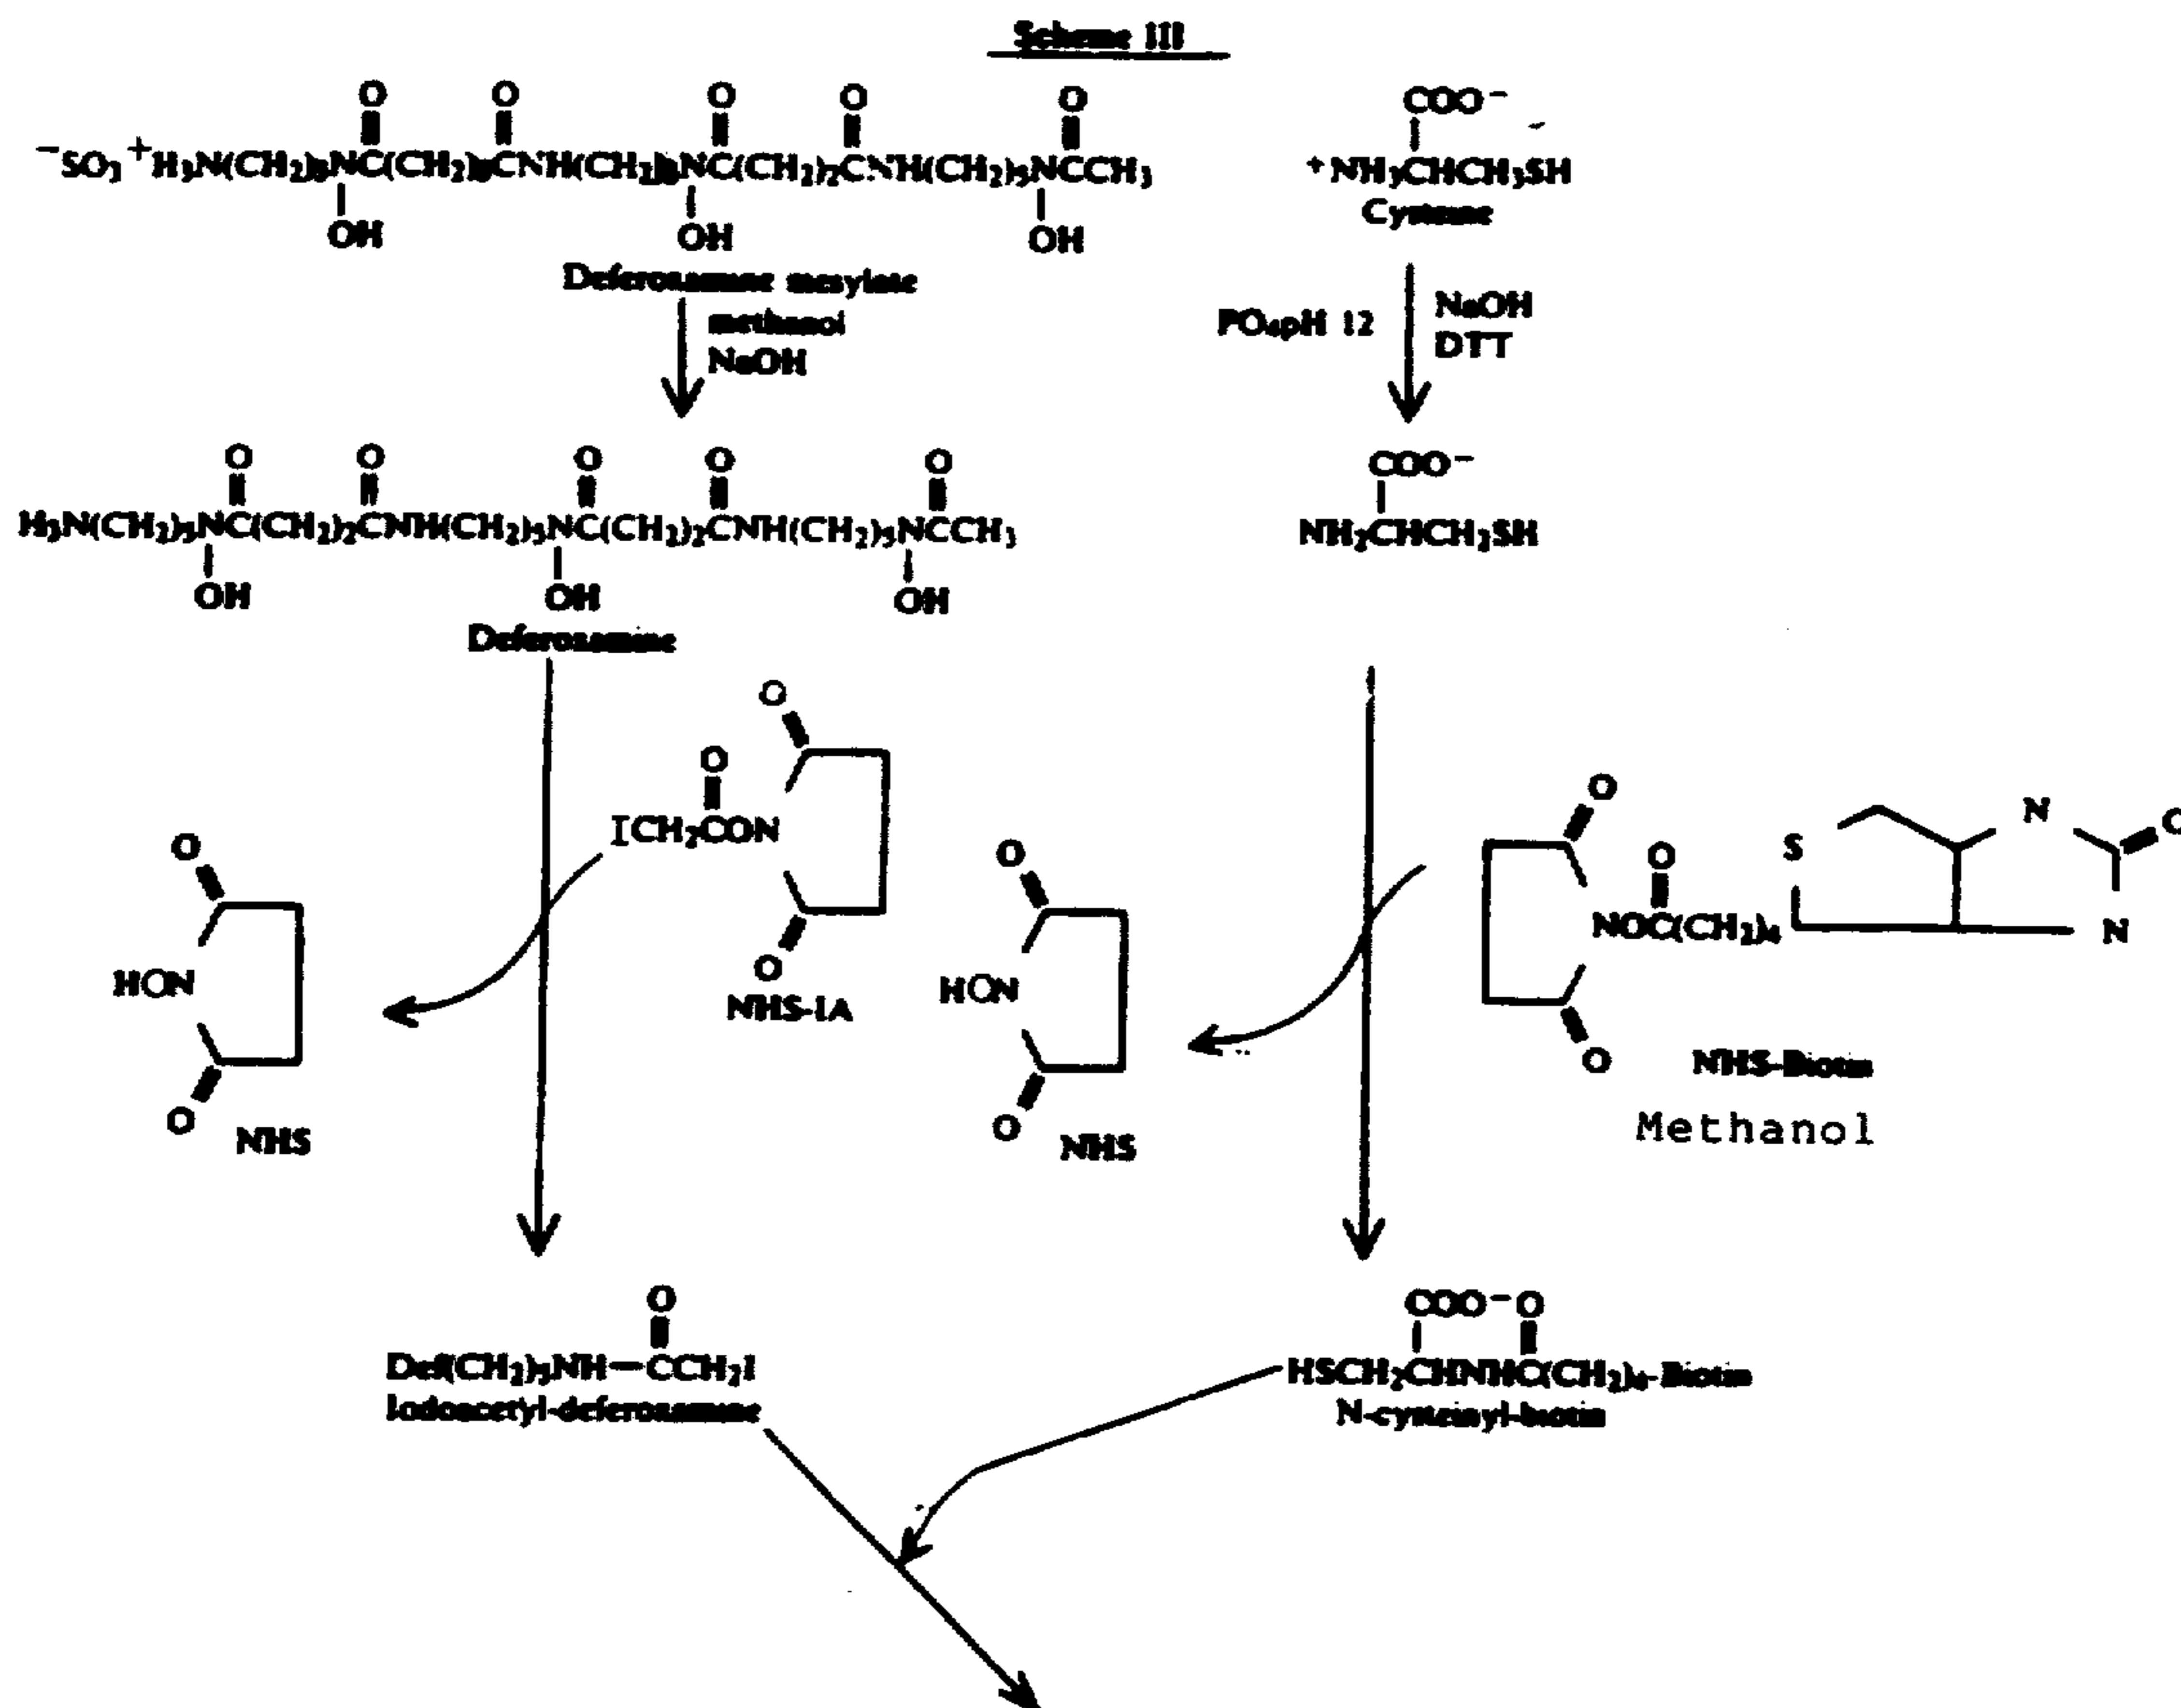 Scheme III
O O O O O COO⁻
⁻SO₃ ⁺H₃N(CH₂)₅NC(CH₂)₂CNH(CH₂)₅NC(CH₂)₂CNH(CH₂)₅NCCH₃ ⁺NH₃CHCH₂SH
OH OH OH Cysteine
Deferoxamine mesylate
methanol
NaOH
PO₄pH 12 NaOH
DTT
O O O O O COO⁻
H₂N(CH₂)₅NC(CH₂)₂CNH(CH₂)₅NC(CH₂)₂CNH(CH₂)₅NCCH₃ NH₂CHCH₂SH
OH OH OH
Deferoxamine
O
O
ICH₂CON
O
NHS-IA
O
HON
O
NHS
O
HON
O
NHS
O
O
NOC(CH₂)₄
O
S N O
N
NHS-Biotin
Methanol
O
Def(CH₂)₅NH—CCH₂I
Iodoacetyl-deferoxamine
COO⁻ O
HSCH₂CHNHC(CH₂)₄-Biotin
N-cysteinyl-biotin